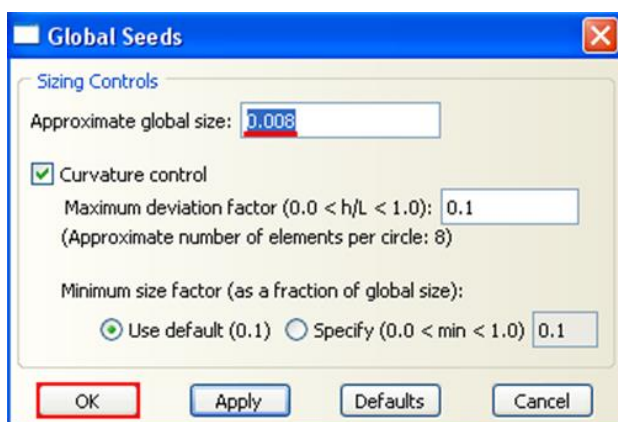 Global Seeds
Sizing Controls
Approximate global size: 0.008
Curvature control
Maximum deviation factor (0.0 < h/L < 1.0): 0.1
(Approximate number of elements per circle: 8)
Minimum size factor (as a fraction of global size):
Use default (0.1) Specify (0.0 < min < 1.0) 0.1
OK Apply Defaults Cancel